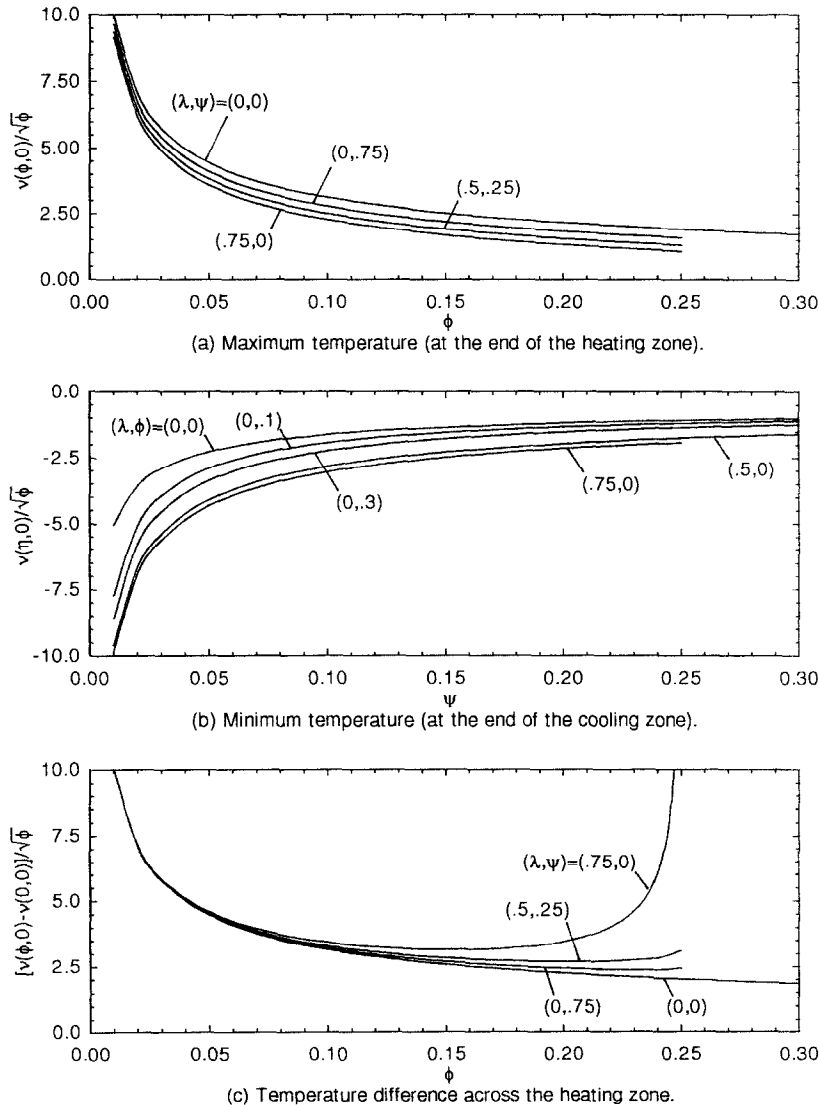 10.0
7.50
5.00
2.50
0.00
ν(ϕ,0)/√ϕ
(λ,ψ)=(0,0)
(0,.75)
(.5,.25)
(.75,0)
0.00 0.05 0.10 0.15 0.20 0.25 0.30
ϕ
(a) Maximum temperature (at the end of the heating zone).
0.0
-2.5
-5.0
-7.5
-10.0
ν(η,0)/√ϕ
(λ,ϕ)=(0,0)
(0,.1)
(0,.3)
(.75,0)
(.5,0)
0.00 0.05 0.10 0.15 0.20 0.25 0.30
ψ
(b) Minimum temperature (at the end of the cooling zone).
10.0
7.5
5.0
2.5
0.0
[ν(ϕ,0)-ν(0,0)]/√ϕ
(λ,ψ)=(.75,0)
(.5,.25)
(0,.75)
(0,0)
0.00 0.05 0.10 0.15 0.20 0.25 0.30
ϕ
(c) Temperature difference across the heating zone.